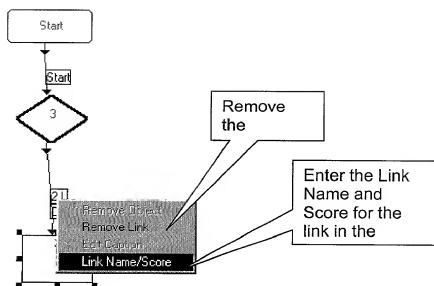 Start
Start
3
Remove
the
Enter the Link
Name and
Score for the
link in the
Remove Object
Remove Link
Edit Caption
Link Name/Score